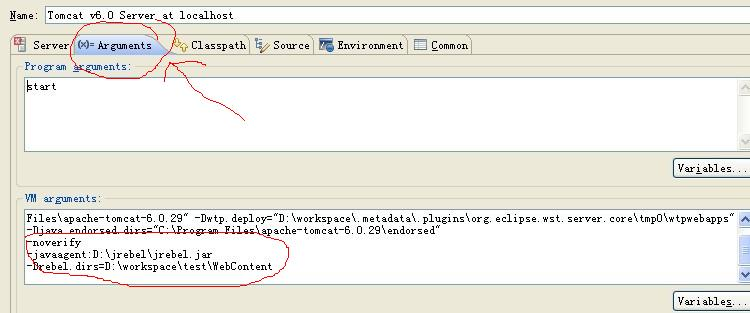 Name: Tomcat v6.0 Server at localhost
Server (x)= Arguments Classpath Source Environment Common
Program arguments:
start
Variables...
VM arguments:
Files\apache-tomcat-6.0.29" -Dwtp.deploy="D:\workspace\.metadata\.plugins\org.eclipse.wst.server.core\tmp0\wtpwebapps"
-Djava.endorsed.dirs="C:\Program Files\apache-tomcat-6.0.29\endorsed"
-noverify
-javaagent:D:\jrebel\jrebel.jar
-Drebel.dirs=D:\workspace\test\WebContent
Variables...